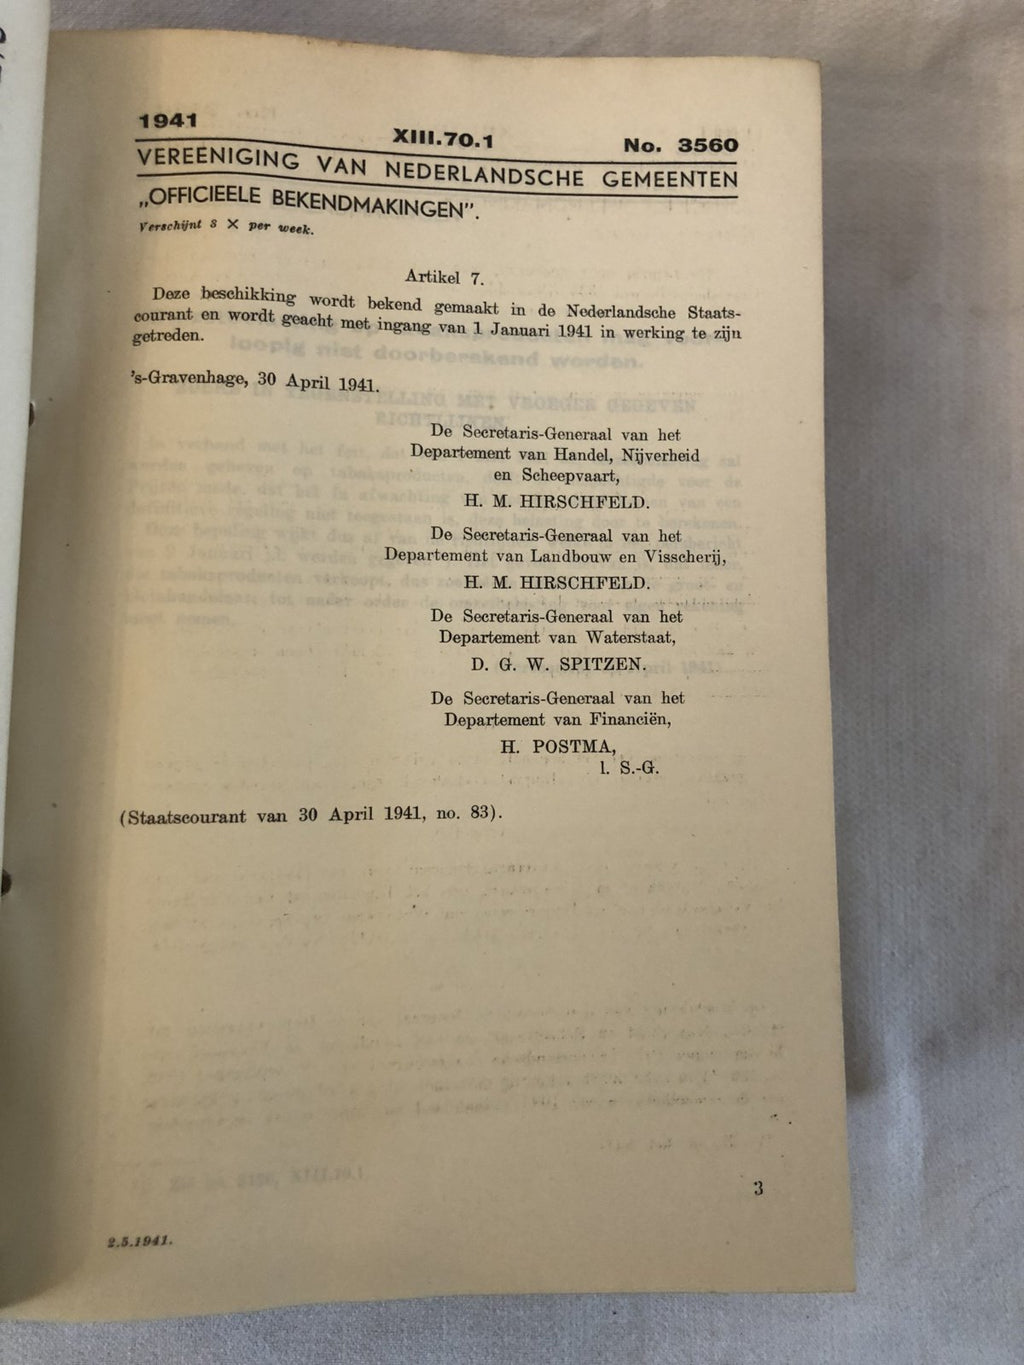 1941
XIII.70.1
No. 3560
VEREENIGING VAN NEDERLANDSCHE GEMEENTEN
„OFFICIEELE BEKENDMAKINGEN".
Verschijnt 3 X per week.
Artikel 7.
Deze beschikking wordt bekend gemaakt in de Nederlandsche Staats-
courant en wordt geacht met ingang van 1 Januari 1941 in werking te zijn
getreden.
's-Gravenhage, 30 April 1941.
De Secretaris-Generaal van het
Departement van Handel, Nijverheid
en Scheepvaart,
H. M. HIRSCHFELD.
De Secretaris-Generaal van het
Departement van Landbouw en Visscherij,
H. M. HIRSCHFELD.
De Secretaris-Generaal van het
Departement van Waterstaat,
D. G. W. SPITZEN.
De Secretaris-Generaal van het
Departement van Financiën,
H. POSTMA,
l. S.-G.
(Staatscourant van 30 April 1941, no. 83).
3
2.5.1941.